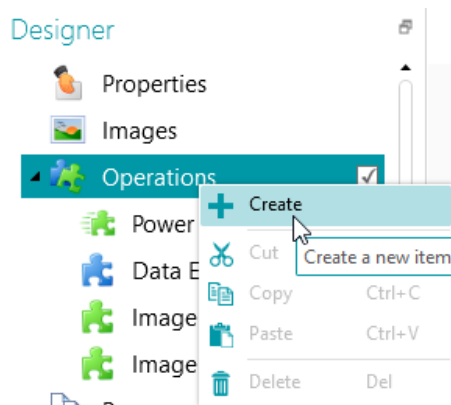 Designer
Properties
Images
Operations
Create
Power
Cut
Create a new item
Data E
Copy Ctrl+C
Image
Paste Ctrl+V
Image
Delete Del